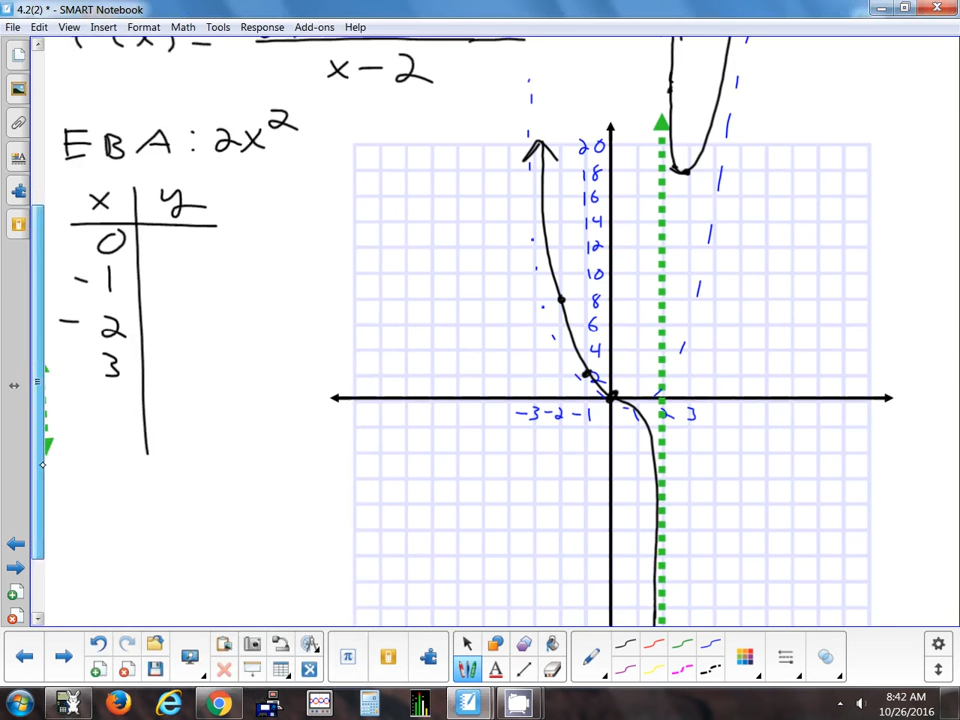 4.2(2) * - SMART Notebook
File Edit View Insert Format Math Tools Response Add-ons Help
x - 2
EBA: 2x²
x y
0
-1
-2
3
20
18
16
14
12
10
8
6
4
2
-3 -2 -1 1 2 3
π
A
8:42 AM
10/26/2016